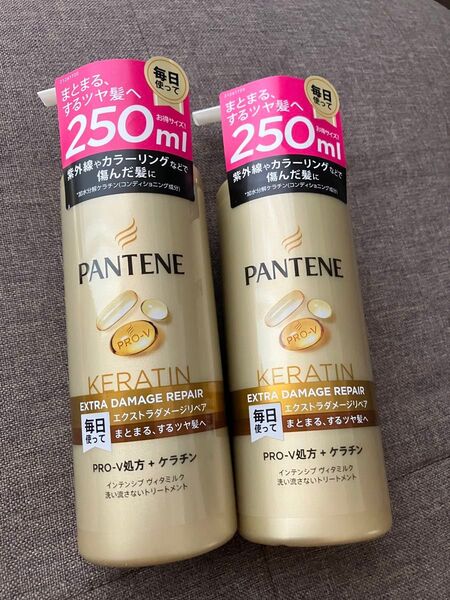 毎日
使って
まとまる、
するツヤ髪へ
お得サイズ!
250ml
紫外線やカラーリングなどで
傷んだ髪に
*加水分解ケラチン(コンディショニング成分)
PANTENE
PRO-V
KERATIN
EXTRA DAMAGE REPAIR
エクストラダメージリペア
毎日
使って
まとまる、するツヤ髪へ
PRO-V処方 + ケラチン
インテンシブ ヴィタミルク
洗い流さないトリートメント
毎日
使って
まとまる、
するツヤ髪へ
お得サイズ!
250ml
紫外線やカラーリングなどで
傷んだ髪に
*加水分解ケラチン(コンディショニング成分)
PANTENE
PRO-V
KERATIN
EXTRA DAMAGE REPAIR
エクストラダメージリペア
毎日
使って
まとまる、するツヤ髪へ
PRO-V処方 + ケラチン
インテンシブ ヴィタミルク
洗い流さないトリートメント